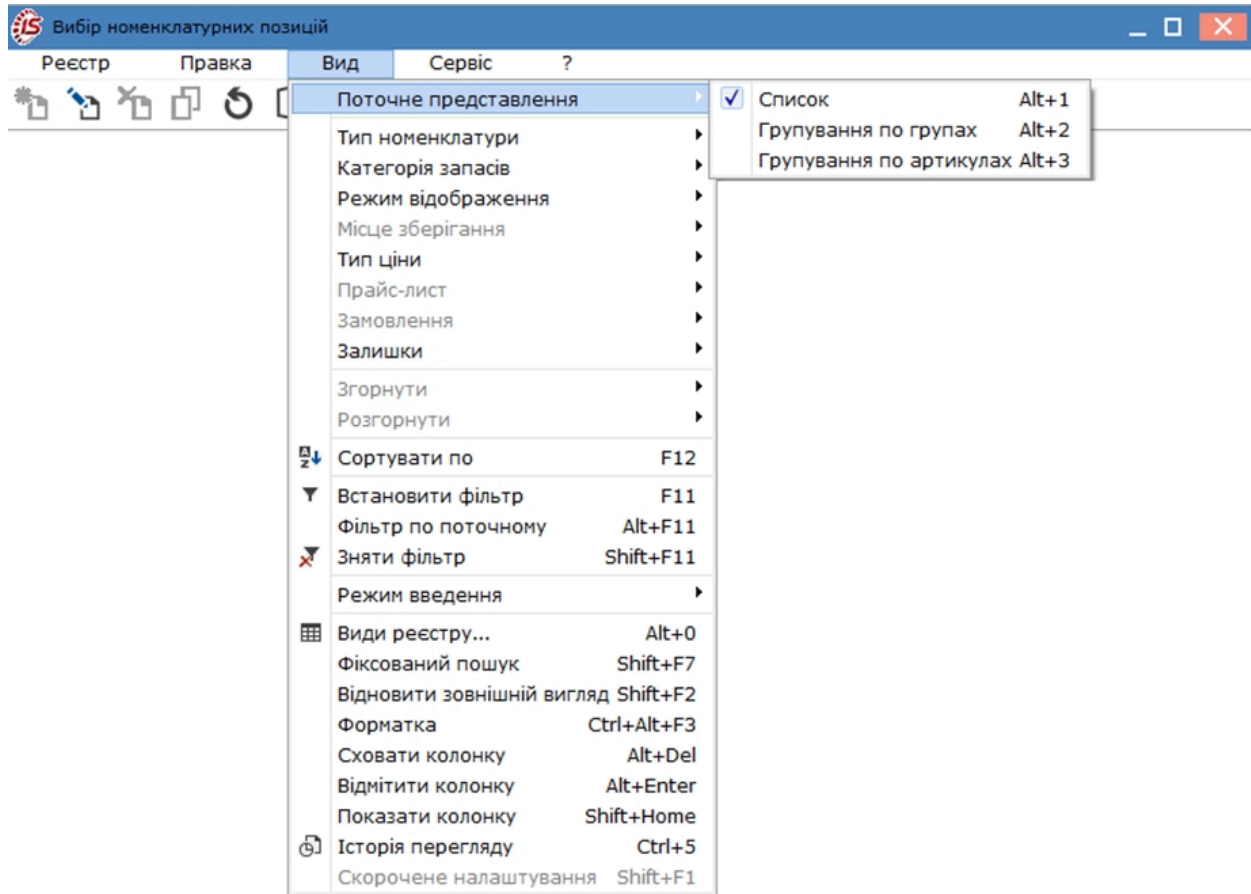 Вибір номенклатурних позицій
Реєстр Правка Вид Сервіс ?
Поточне представлення
Список Alt+1
Групування по групах Alt+2
Групування по артикулах Alt+3
Тип номенклатури
Категорія запасів
Режим відображення
Місце зберігання
Тип ціни
Прайс-лист
Замовлення
Залишки
Згорнути
Розгорнути
Сортувати по F12
Встановити фільтр F11
Фільтр по поточному Alt+F11
Зняти фільтр Shift+F11
Режим введення
Види реєстру... Alt+0
Фіксований пошук Shift+F7
Відновити зовнішній вигляд Shift+F2
Форматка Ctrl+Alt+F3
Сховати колонку Alt+Del
Відмітити колонку Alt+Enter
Показати колонку Shift+Home
Історія перегляду Ctrl+5
Скорочене налаштування Shift+F1